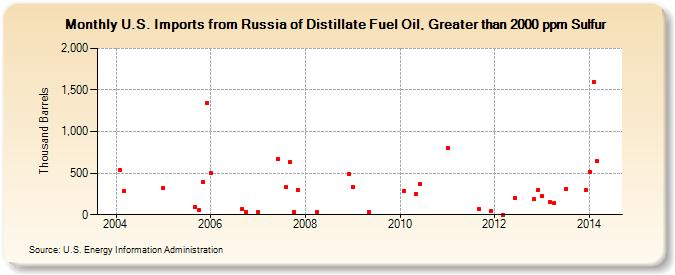 Monthly U.S. Imports from Russia of Distillate Fuel Oil, Greater than 2000 ppm Sulfur
Thousand Barrels
2,000
1,500
1,000
500
0
2004 2006 2008 2010 2012 2014
Source: U.S. Energy Information Administration